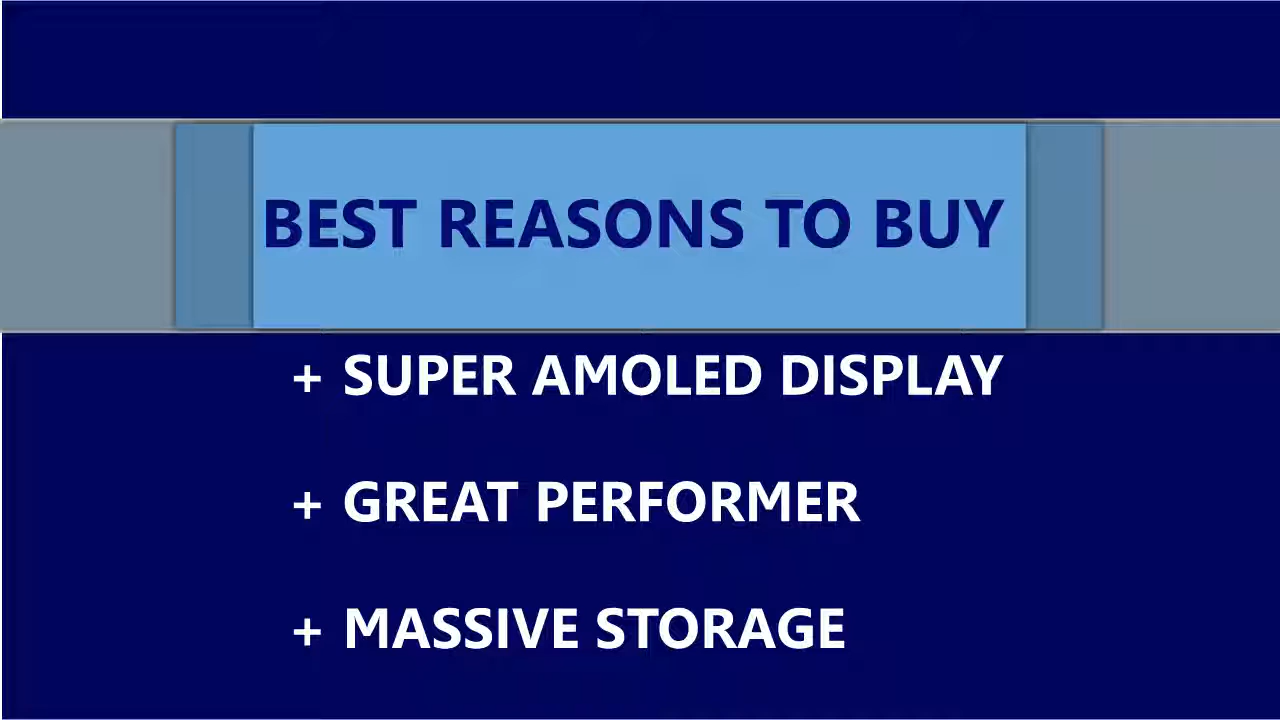 BEST REASONS TO BUY
+ SUPER AMOLED DISPLAY
+ GREAT PERFORMER
+ MASSIVE STORAGE